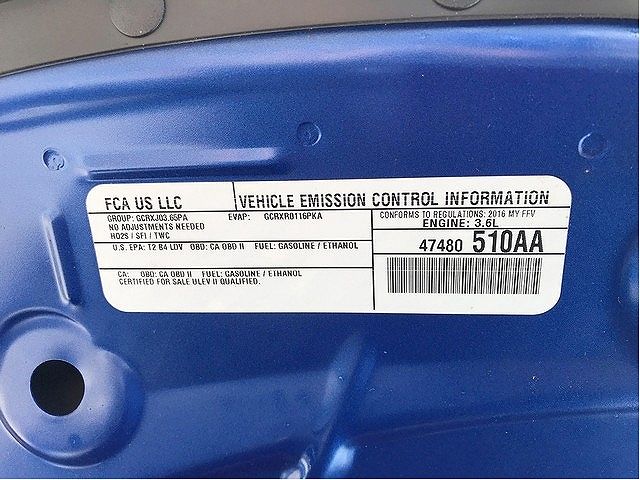 FCA US LLC
VEHICLE EMISSION CONTROL INFORMATION
GROUP: GCRXJ03.65PA EVAP: GCRXR0116PKA
NO ADJUSTMENTS NEEDED
HO2S / SFI / TWC
CONFORMS TO REGULATIONS: 2016 MY FFV
ENGINE: 3.6L
U.S. EPA: T2 B4 LDV OBD: CA OBD II FUEL: GASOLINE / ETHANOL
47480 510AA
CA: OBD: CA OBD II FUEL: GASOLINE / ETHANOL
CERTIFIED FOR SALE ULEV II QUALIFIED.